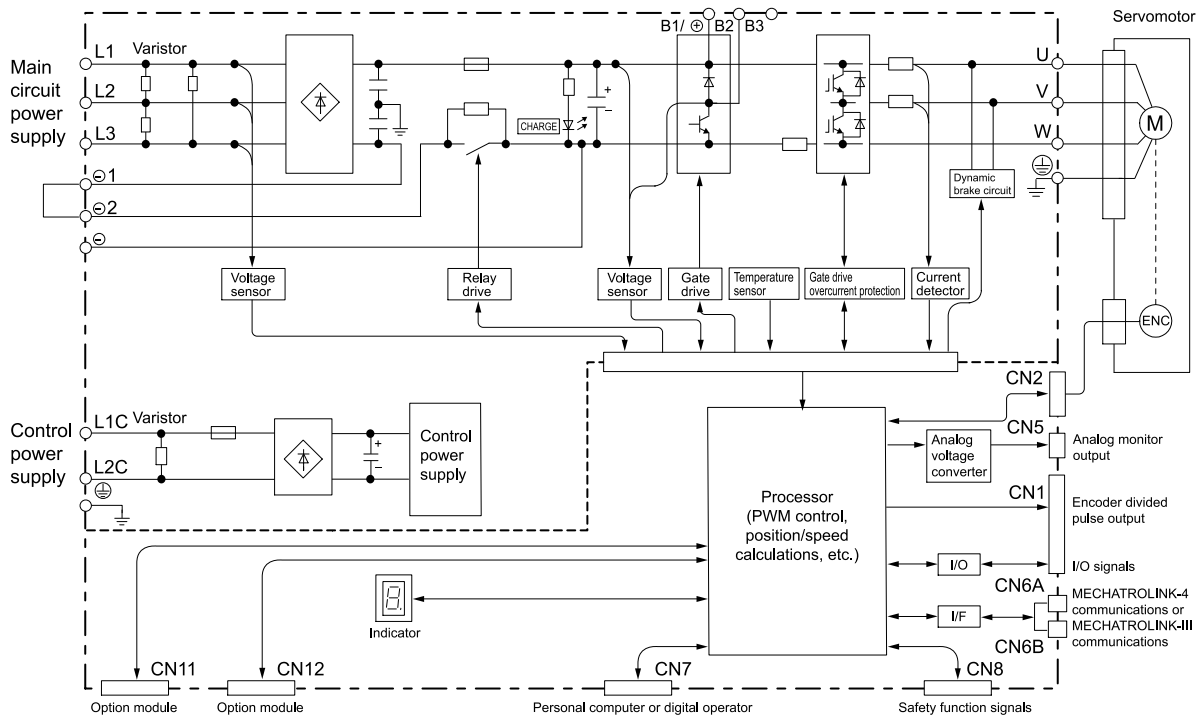 Servomotor
B1/ ⊕ B2 B3
Main
circuit
power
supply
L1
Varistor
L2
L3
⊖ 1
⊖ 2
⊖
+
−
CHARGE
U
V
W
M
Dynamic
brake circuit
Voltage
sensor
Relay
drive
Voltage
sensor
Gate
drive
Temperature
sensor
Gate drive
overcurrent protection
Current
detector
ENC
CN2
Control
power
supply
L1C
Varistor
L2C
+
−
Control
power
supply
Processor
(PWM control,
position/speed
calculations, etc.)
Analog
voltage
converter
CN5
Analog monitor
output
CN1
Encoder divided
pulse output
I/O
I/O signals
CN6A
I/F
MECHATROLINK-4
communications or
MECHATROLINK-III
communications
CN6B
8.
Indicator
CN11
Option module
CN12
Option module
CN7
Personal computer or digital operator
CN8
Safety function signals